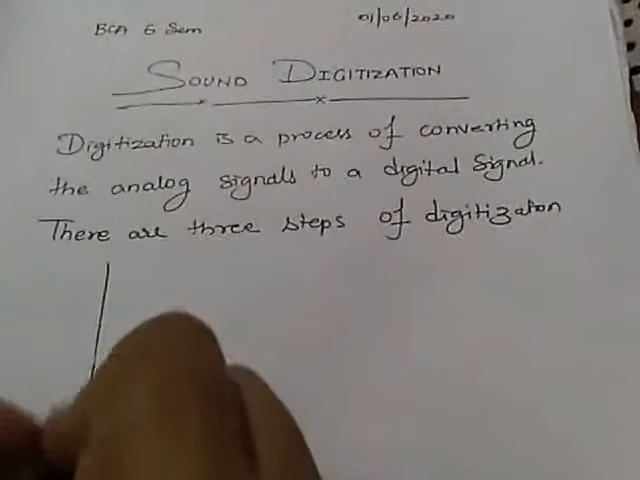 BCA 6 Sem
01/06/2020
SOUND DIGITIZATION
Digitization is a process of converting
the analog signals to a digital signal.
There are three steps of digitizaton